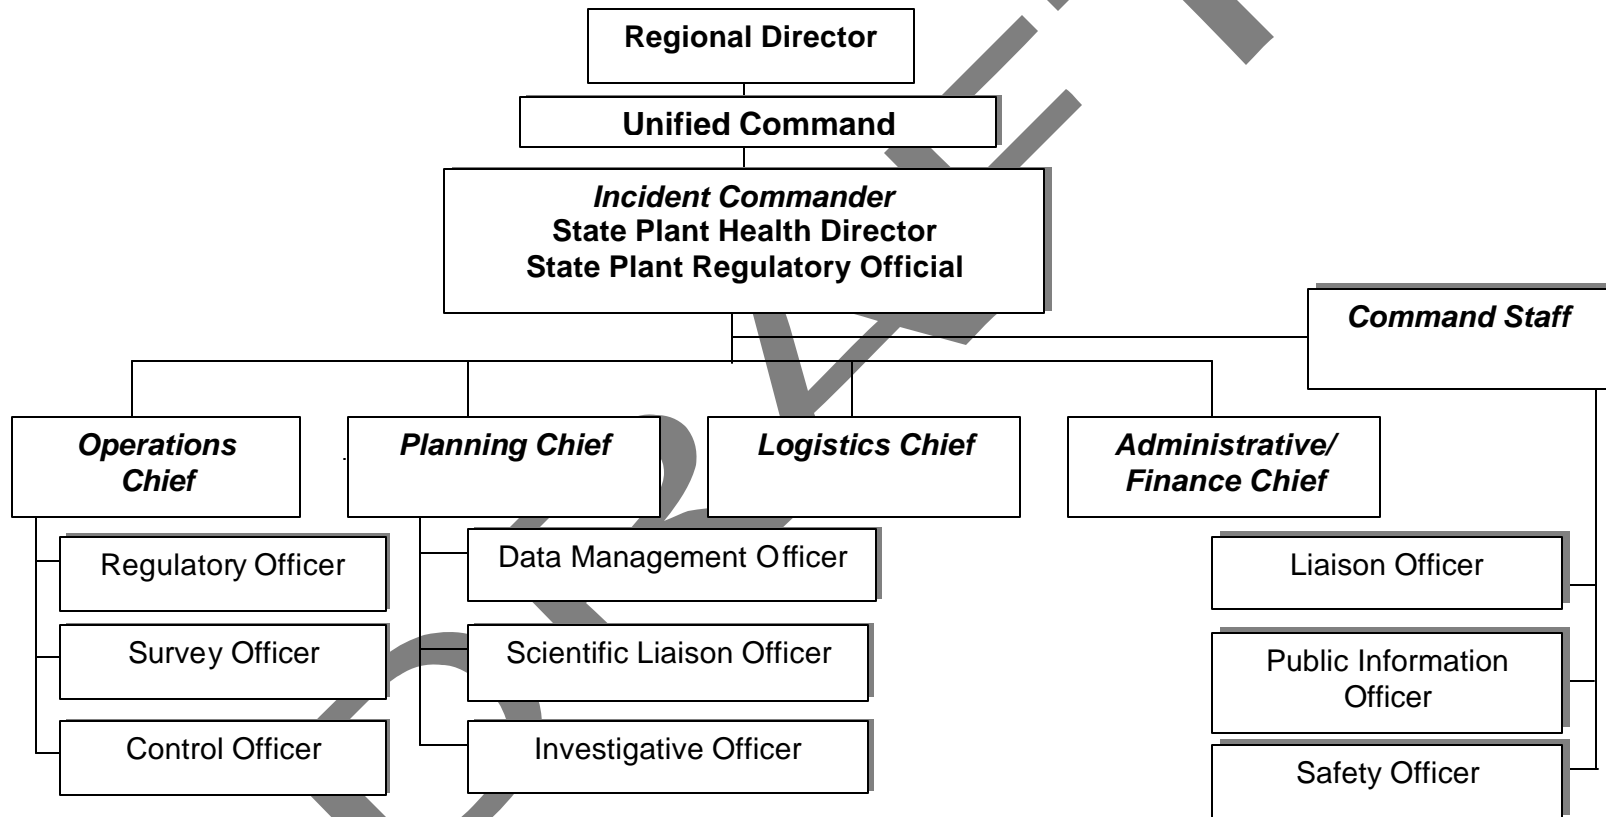 Regional Director
Unified Command
Incident Commander
State Plant Health Director
State Plant Regulatory Official
Command Staff
Operations
Chief
Planning Chief
Logistics Chief
Administrative/
Finance Chief
Regulatory Officer
Data Management Officer
Liaison Officer
Survey Officer
Scientific Liaison Officer
Public Information
Officer
Control Officer
Investigative Officer
Safety Officer